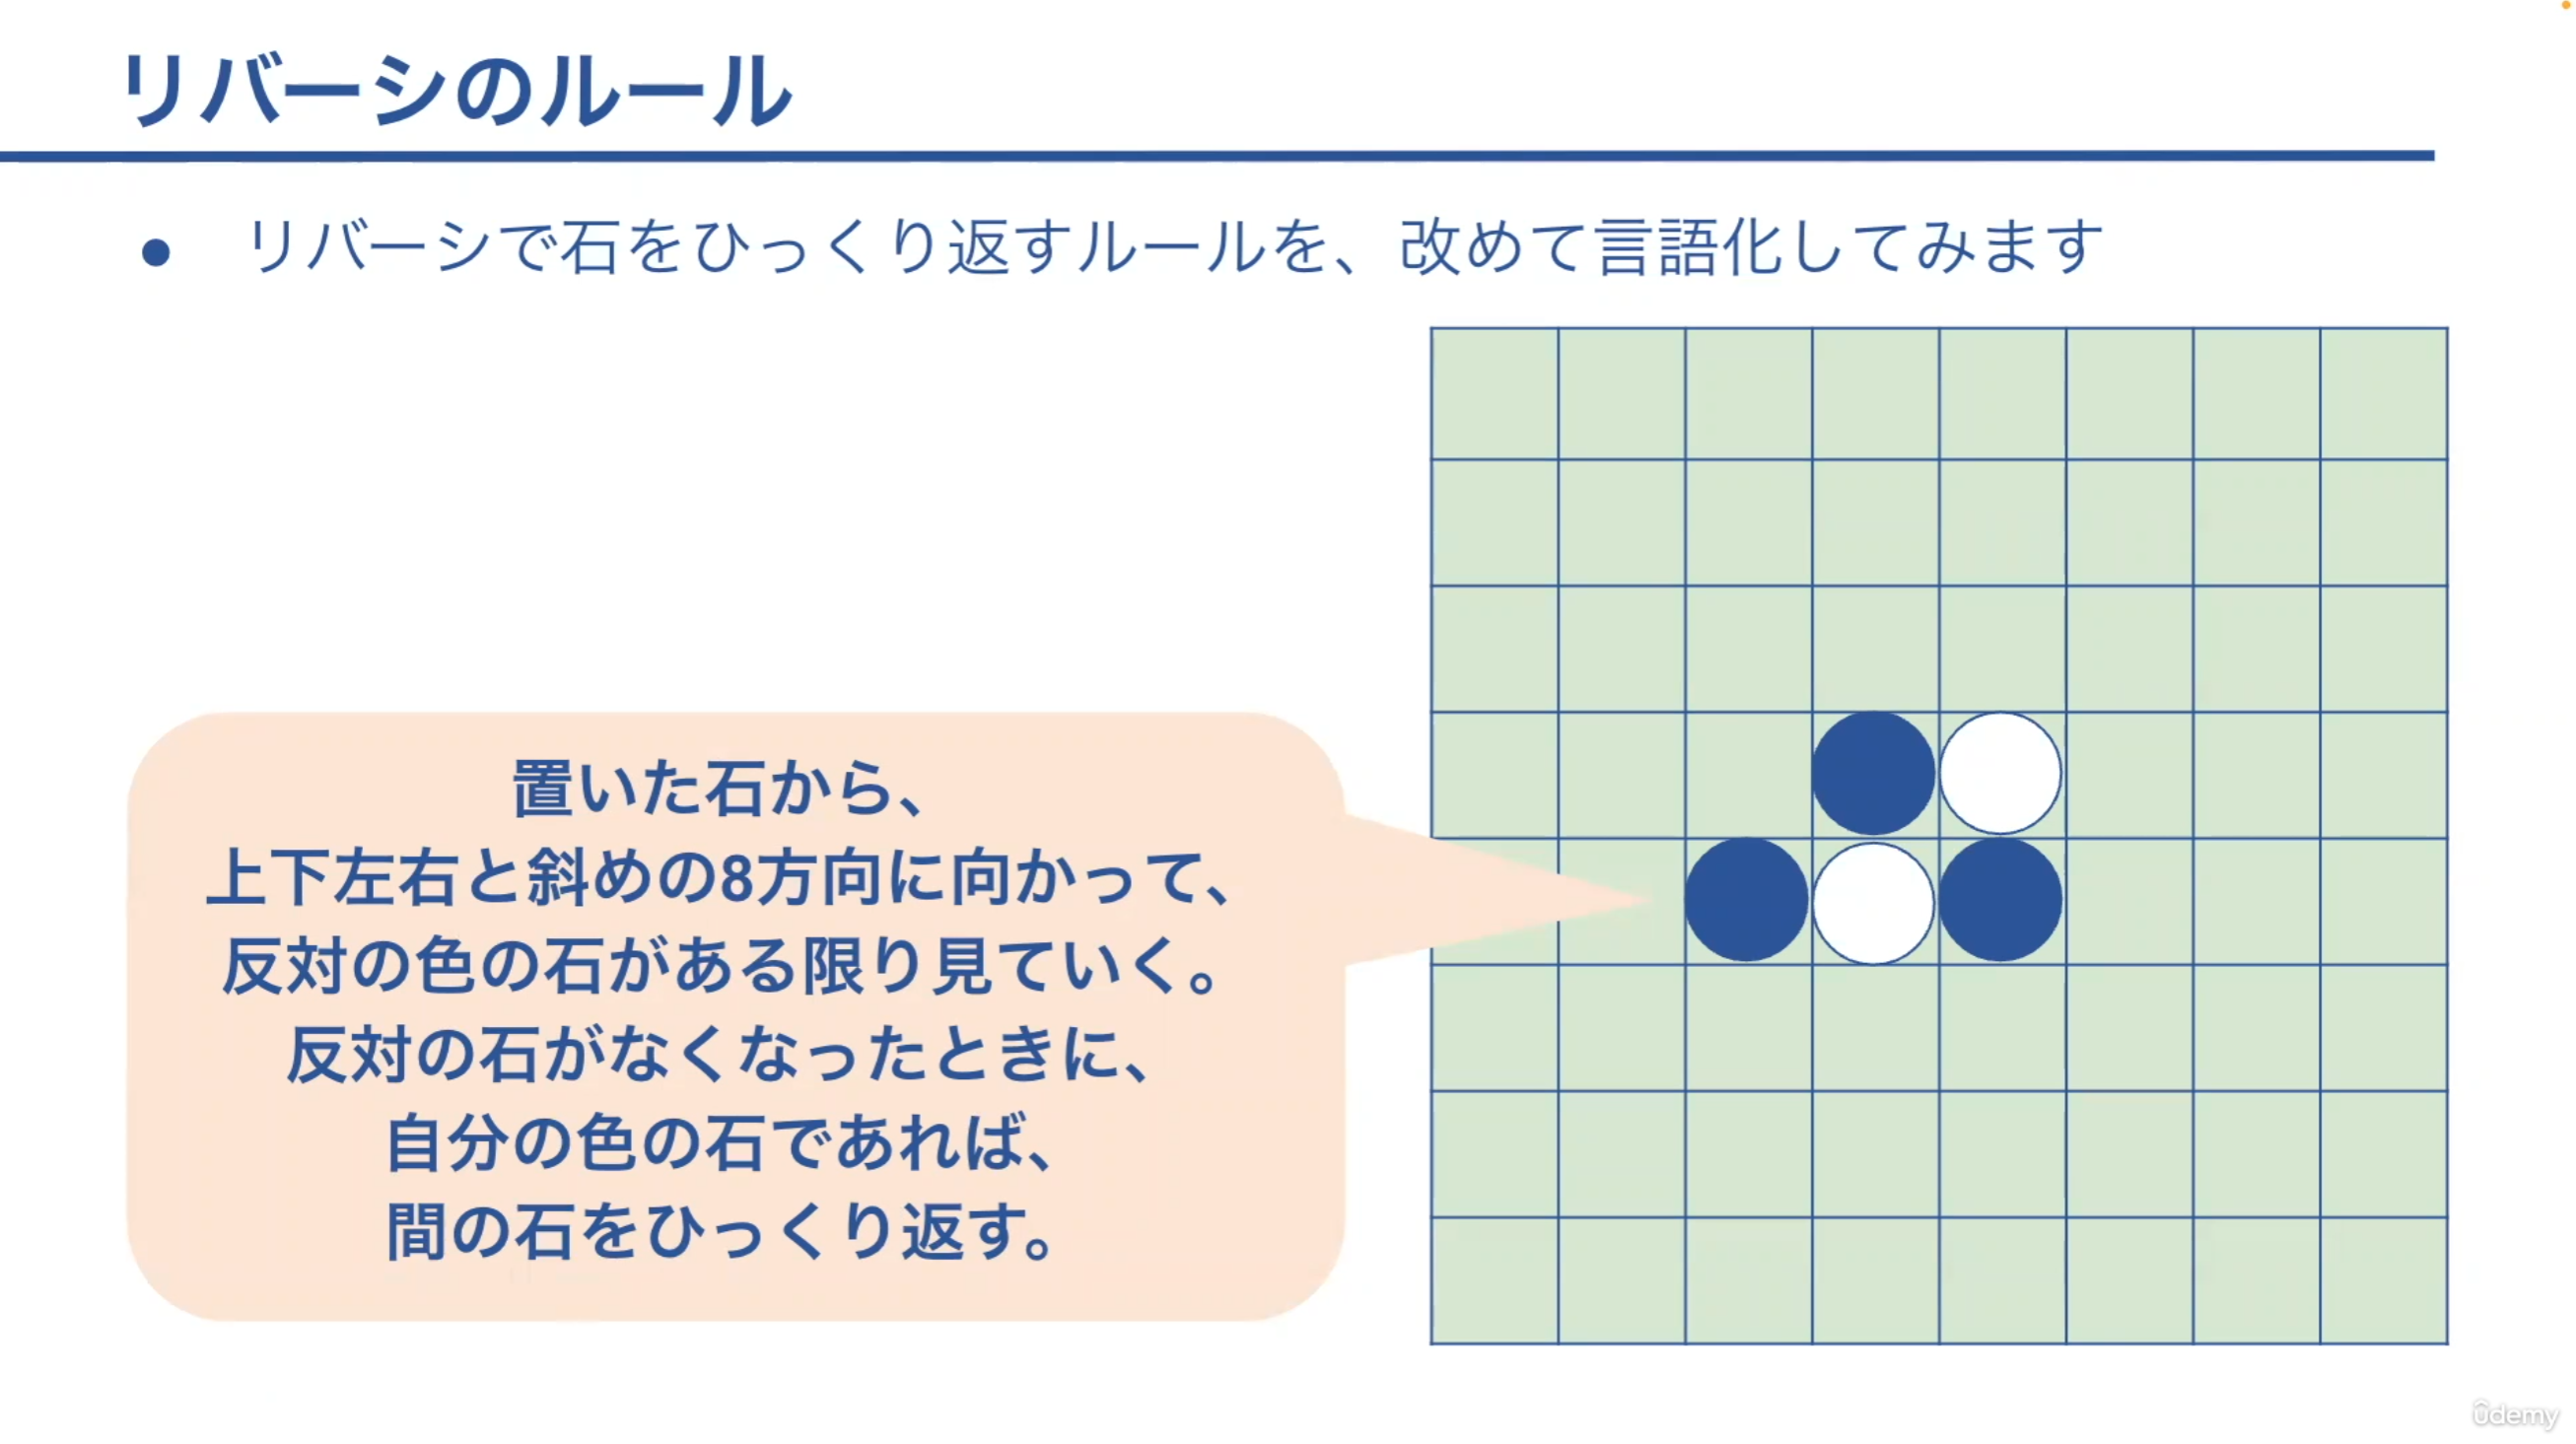 リバーシのルール
● リバーシで石をひっくり返すルールを、改めて言語化してみます
置いた石から、
上下左右と斜めの8方向に向かって、
反対の色の石がある限り見ていく。
反対の石がなくなったときに、
自分の色の石であれば、
間の石をひっくり返す。
ûdemy